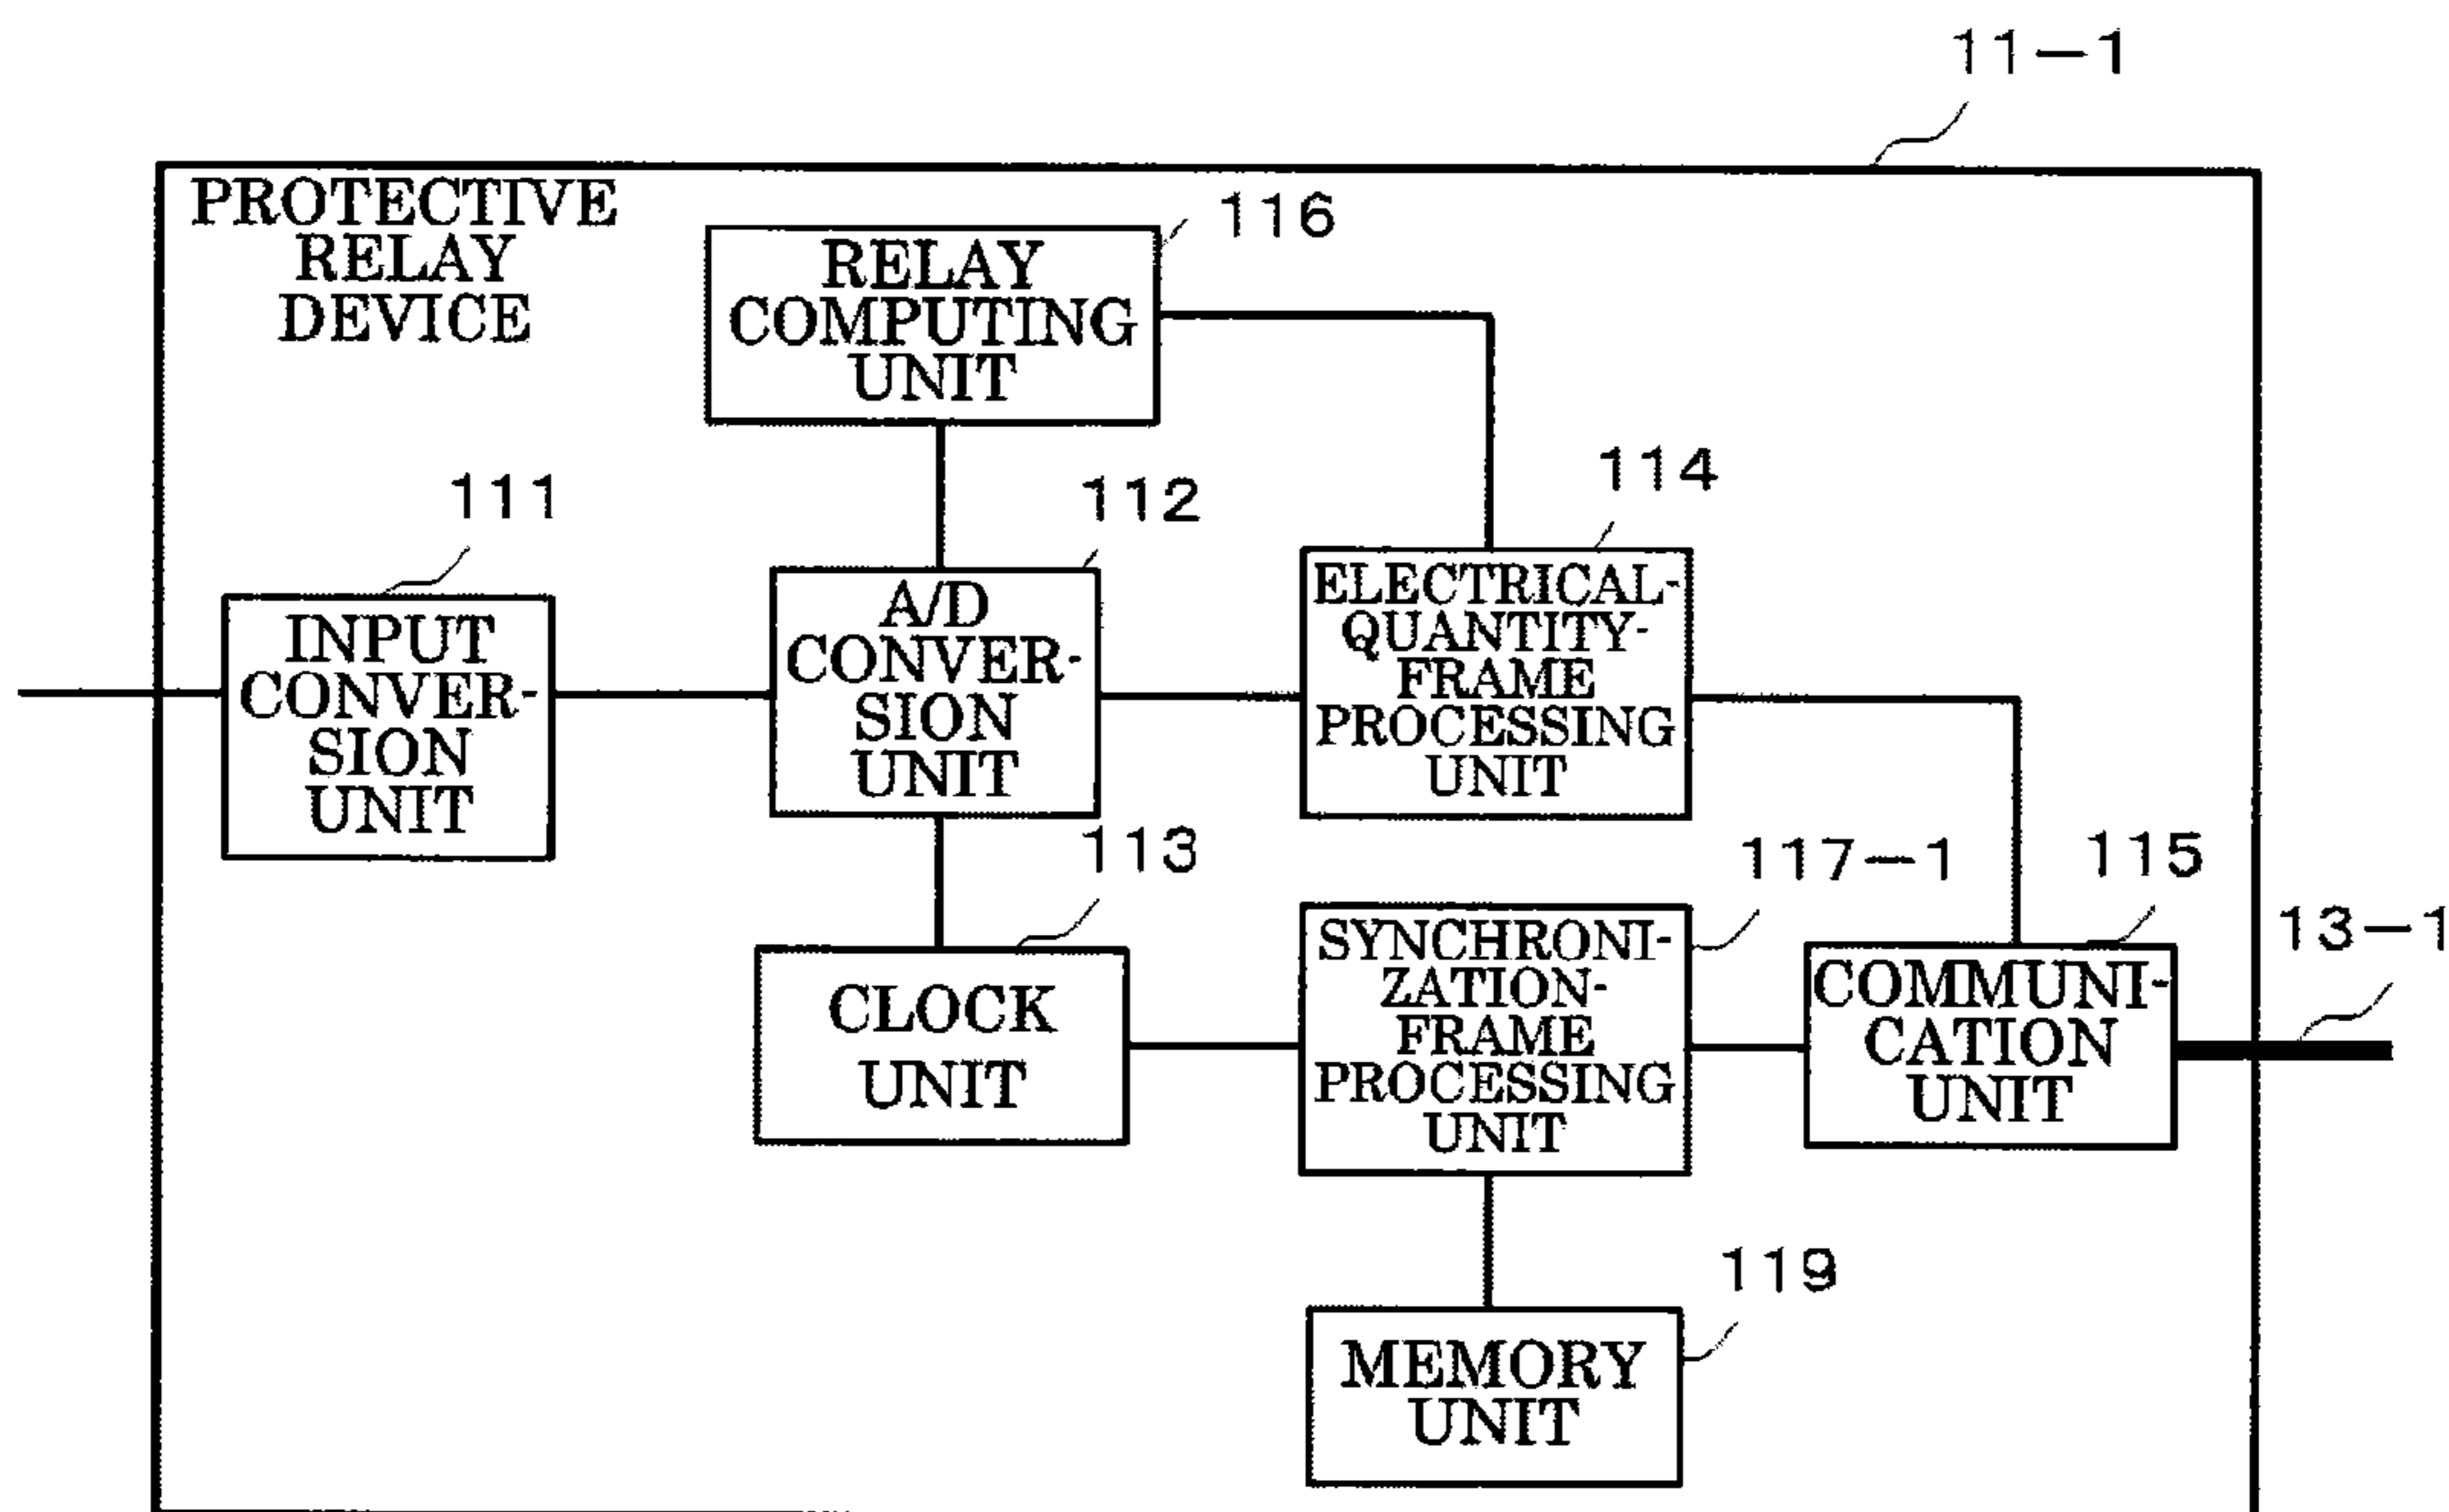 11-1
PROTECTIVE
RELAY
DEVICE
116
RELAY
COMPUTING
UNIT
111
INPUT
CONVER-
SION
UNIT
112
A/D
CONVER-
SION
UNIT
114
ELECTRICAL-
QUANTITY-
FRAME
PROCESSING
UNIT
113
CLOCK
UNIT
117-1
SYNCHRONI-
ZATION-
FRAME
PROCESSING
UNIT
115
COMMUNI-
CATION
UNIT
13-1
119
MEMORY
UNIT